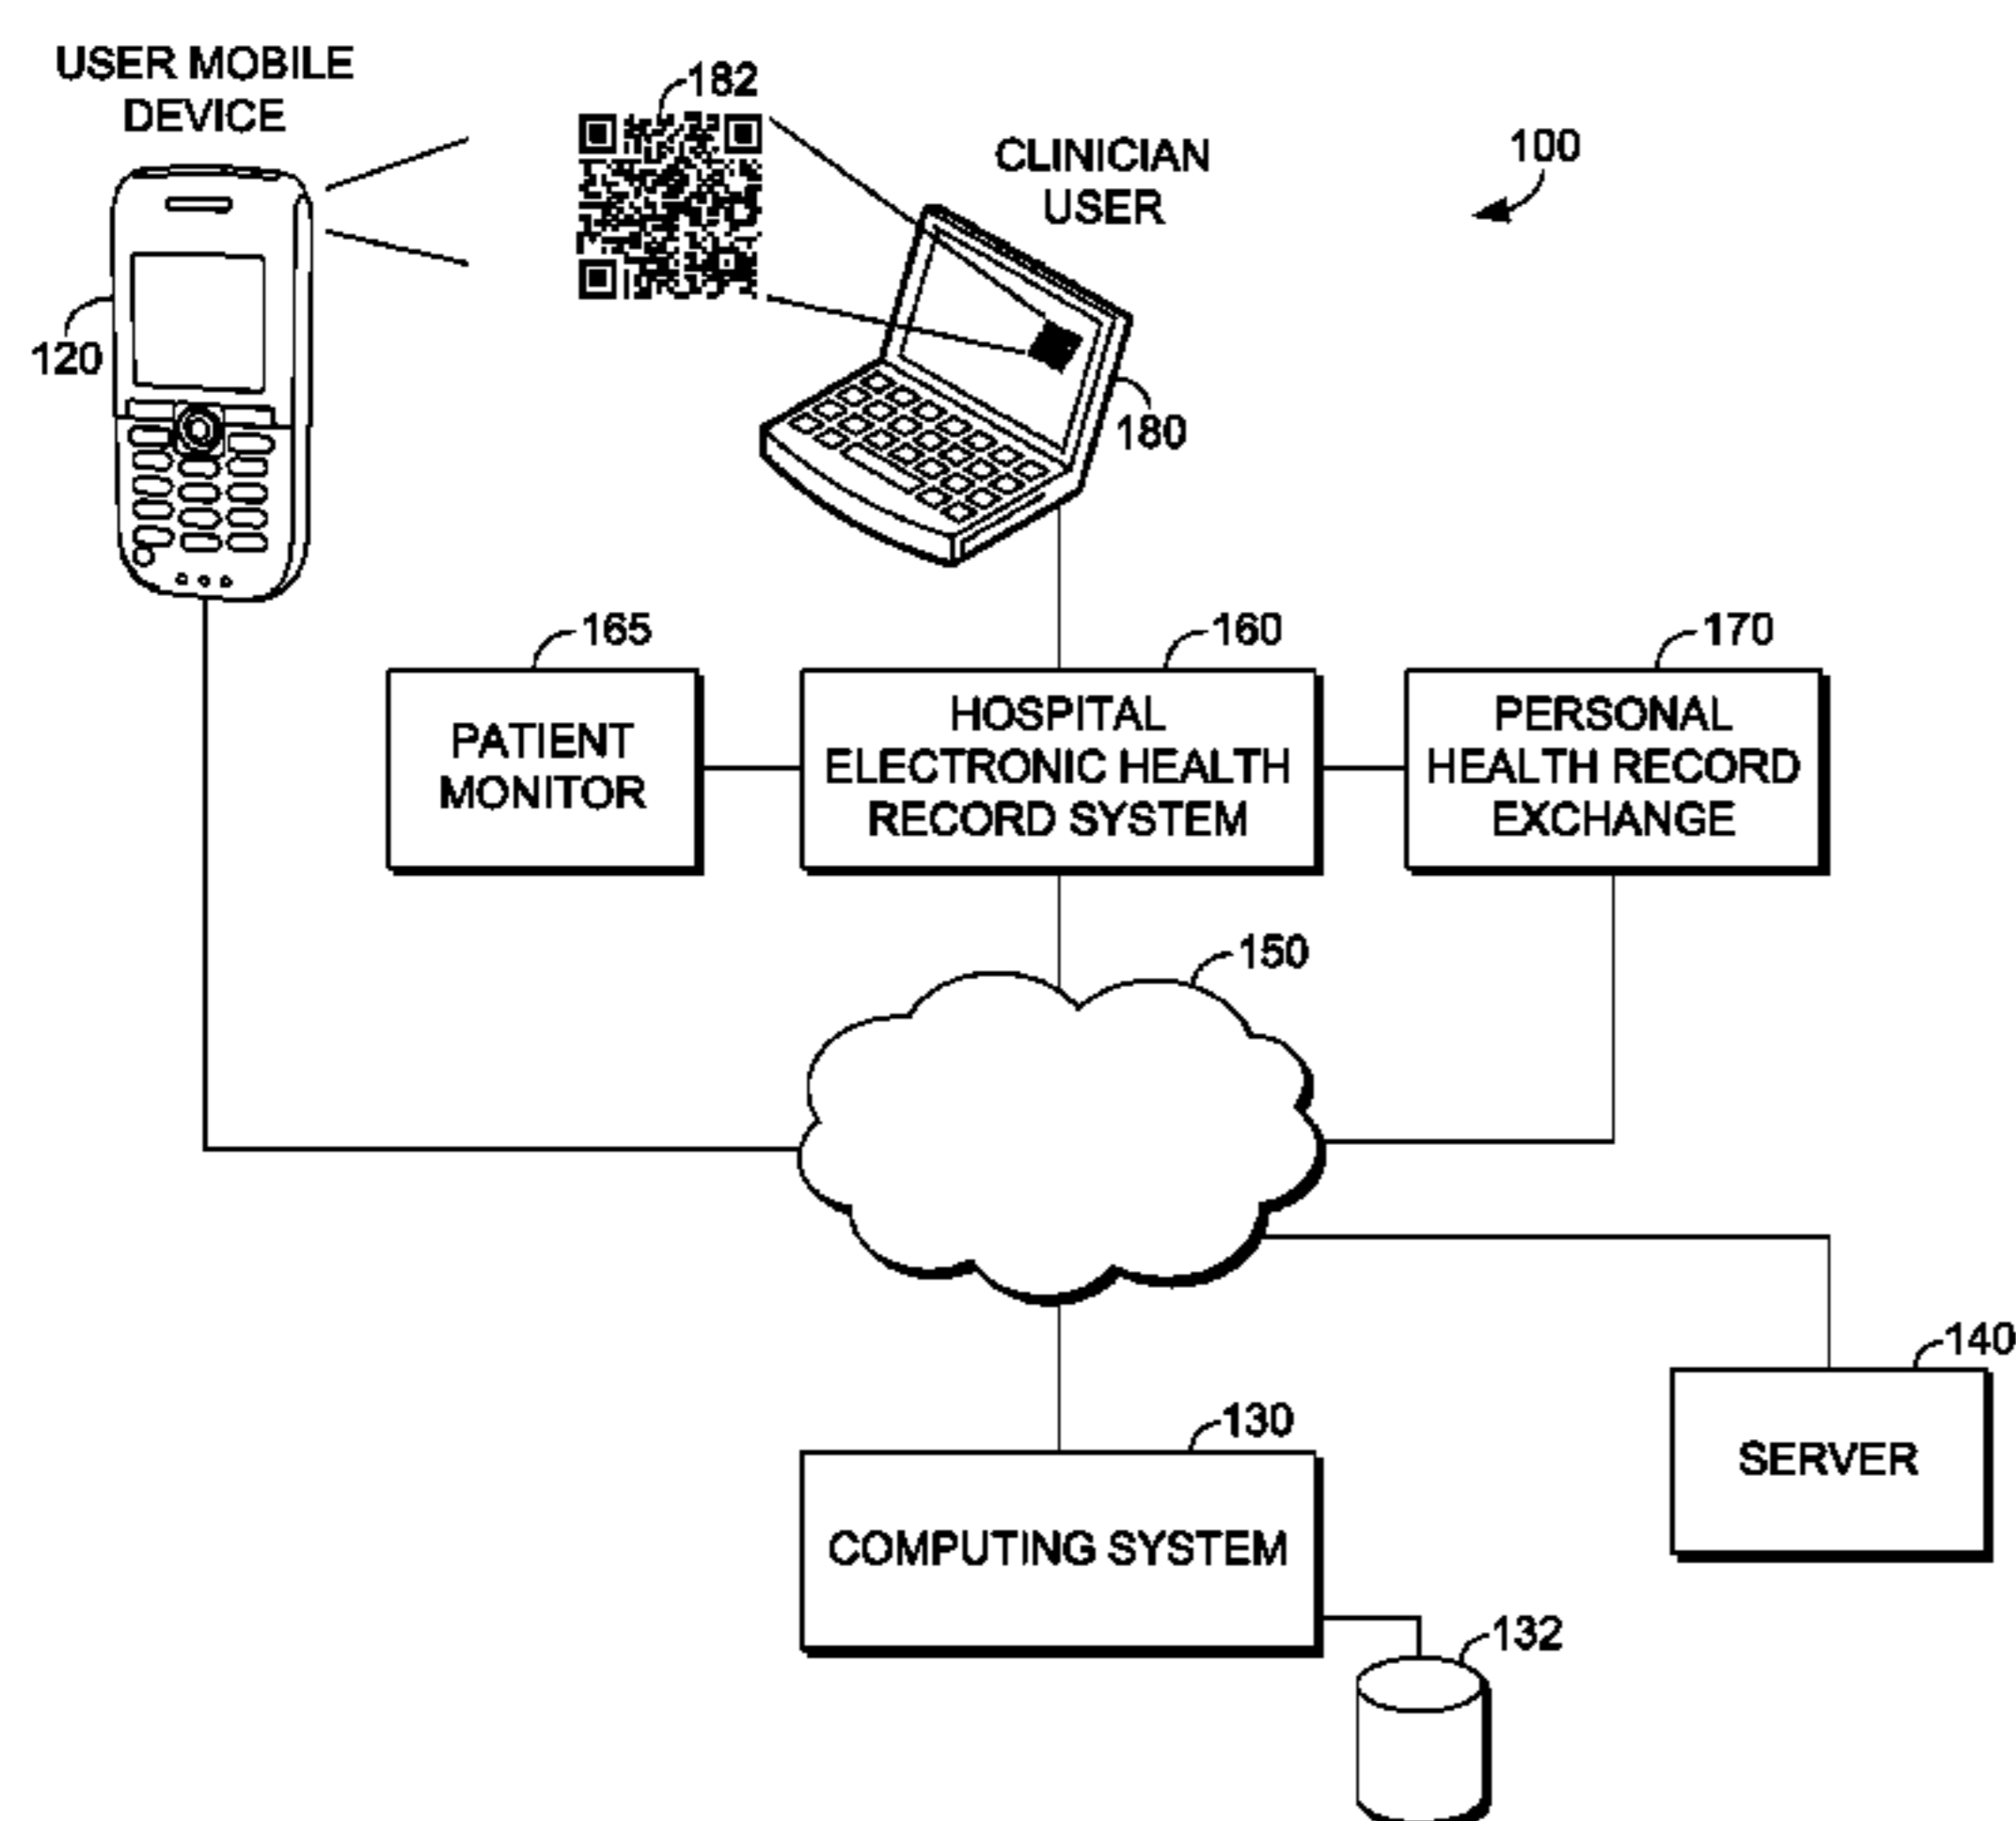 USER MOBILE
DEVICE
182
CLINICIAN
USER
100
120
180
165
160
170
PATIENT
MONITOR
HOSPITAL
ELECTRONIC HEALTH
RECORD SYSTEM
PERSONAL
HEALTH RECORD
EXCHANGE
150
140
SERVER
130
COMPUTING SYSTEM
132